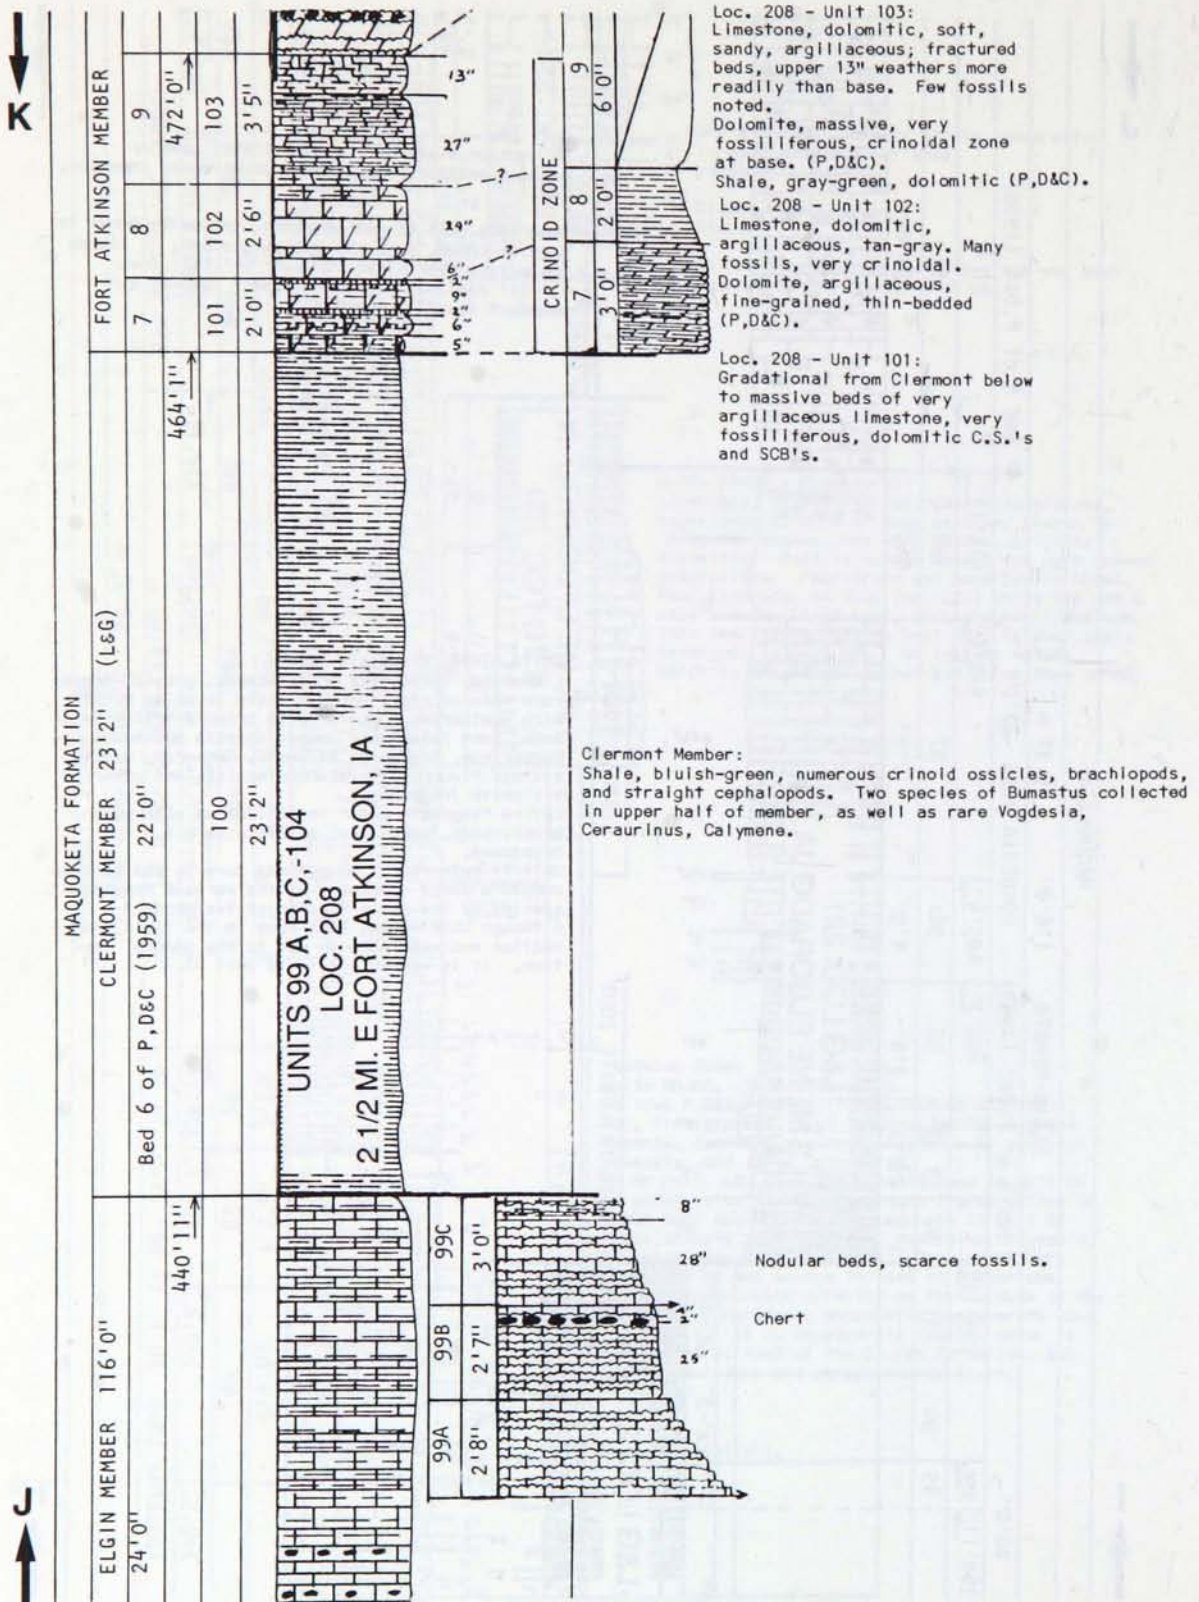 K
J
MAQUOKETA FORMATION
FORT ATKINSON MEMBER
9
8
7
472'0"
464'1"
103
102
101
3'5"
2'6"
2'0"
13"
27"
?
?
6"
2"
9"
2"
6"
5"
CRINOID ZONE
9
8
7
6'0"
2'0"
3'0"
Loc. 208 - Unit 103:
Limestone, dolomitic, soft,
sandy, argillaceous; fractured
beds, upper 13" weathers more
readily than base. Few fossils
noted.
Dolomite, massive, very
fossiliferous, crinoidal zone
at base. (P,D&C).
Shale, gray-green, dolomitic (P,D&C).
Loc. 208 - Unit 102:
Limestone, dolomitic,
argillaceous, tan-gray. Many
fossils, very crinoidal.
Dolomite, argillaceous,
fine-grained, thin-bedded
(P,D&C).
Loc. 208 - Unit 101:
Gradational from Clermont below
to massive beds of very
argillaceous limestone, very
fossiliferous, dolomitic C.S.'s
and SCB's.
CLERMONT MEMBER 23'2" (L&G)
Bed 6 of P,D&C (1959) 22'0"
100
23'2"
UNITS 99 A,B,C,-104
LOC. 208
2 1/2 MI. E FORT ATKINSON, IA
Clermont Member:
Shale, bluish-green, numerous crinoid ossicles, brachiopods,
and straight cephalopods. Two species of Bumastus collected
in upper half of member, as well as rare Vogdesia,
Ceraurinus, Calymene.
ELGIN MEMBER 116'0"
24'0"
440'11"
99C
3'0"
99B
2'7"
99A
2'8"
8"
28"
Nodular beds, scarce fossils.
2"
Chert
25"